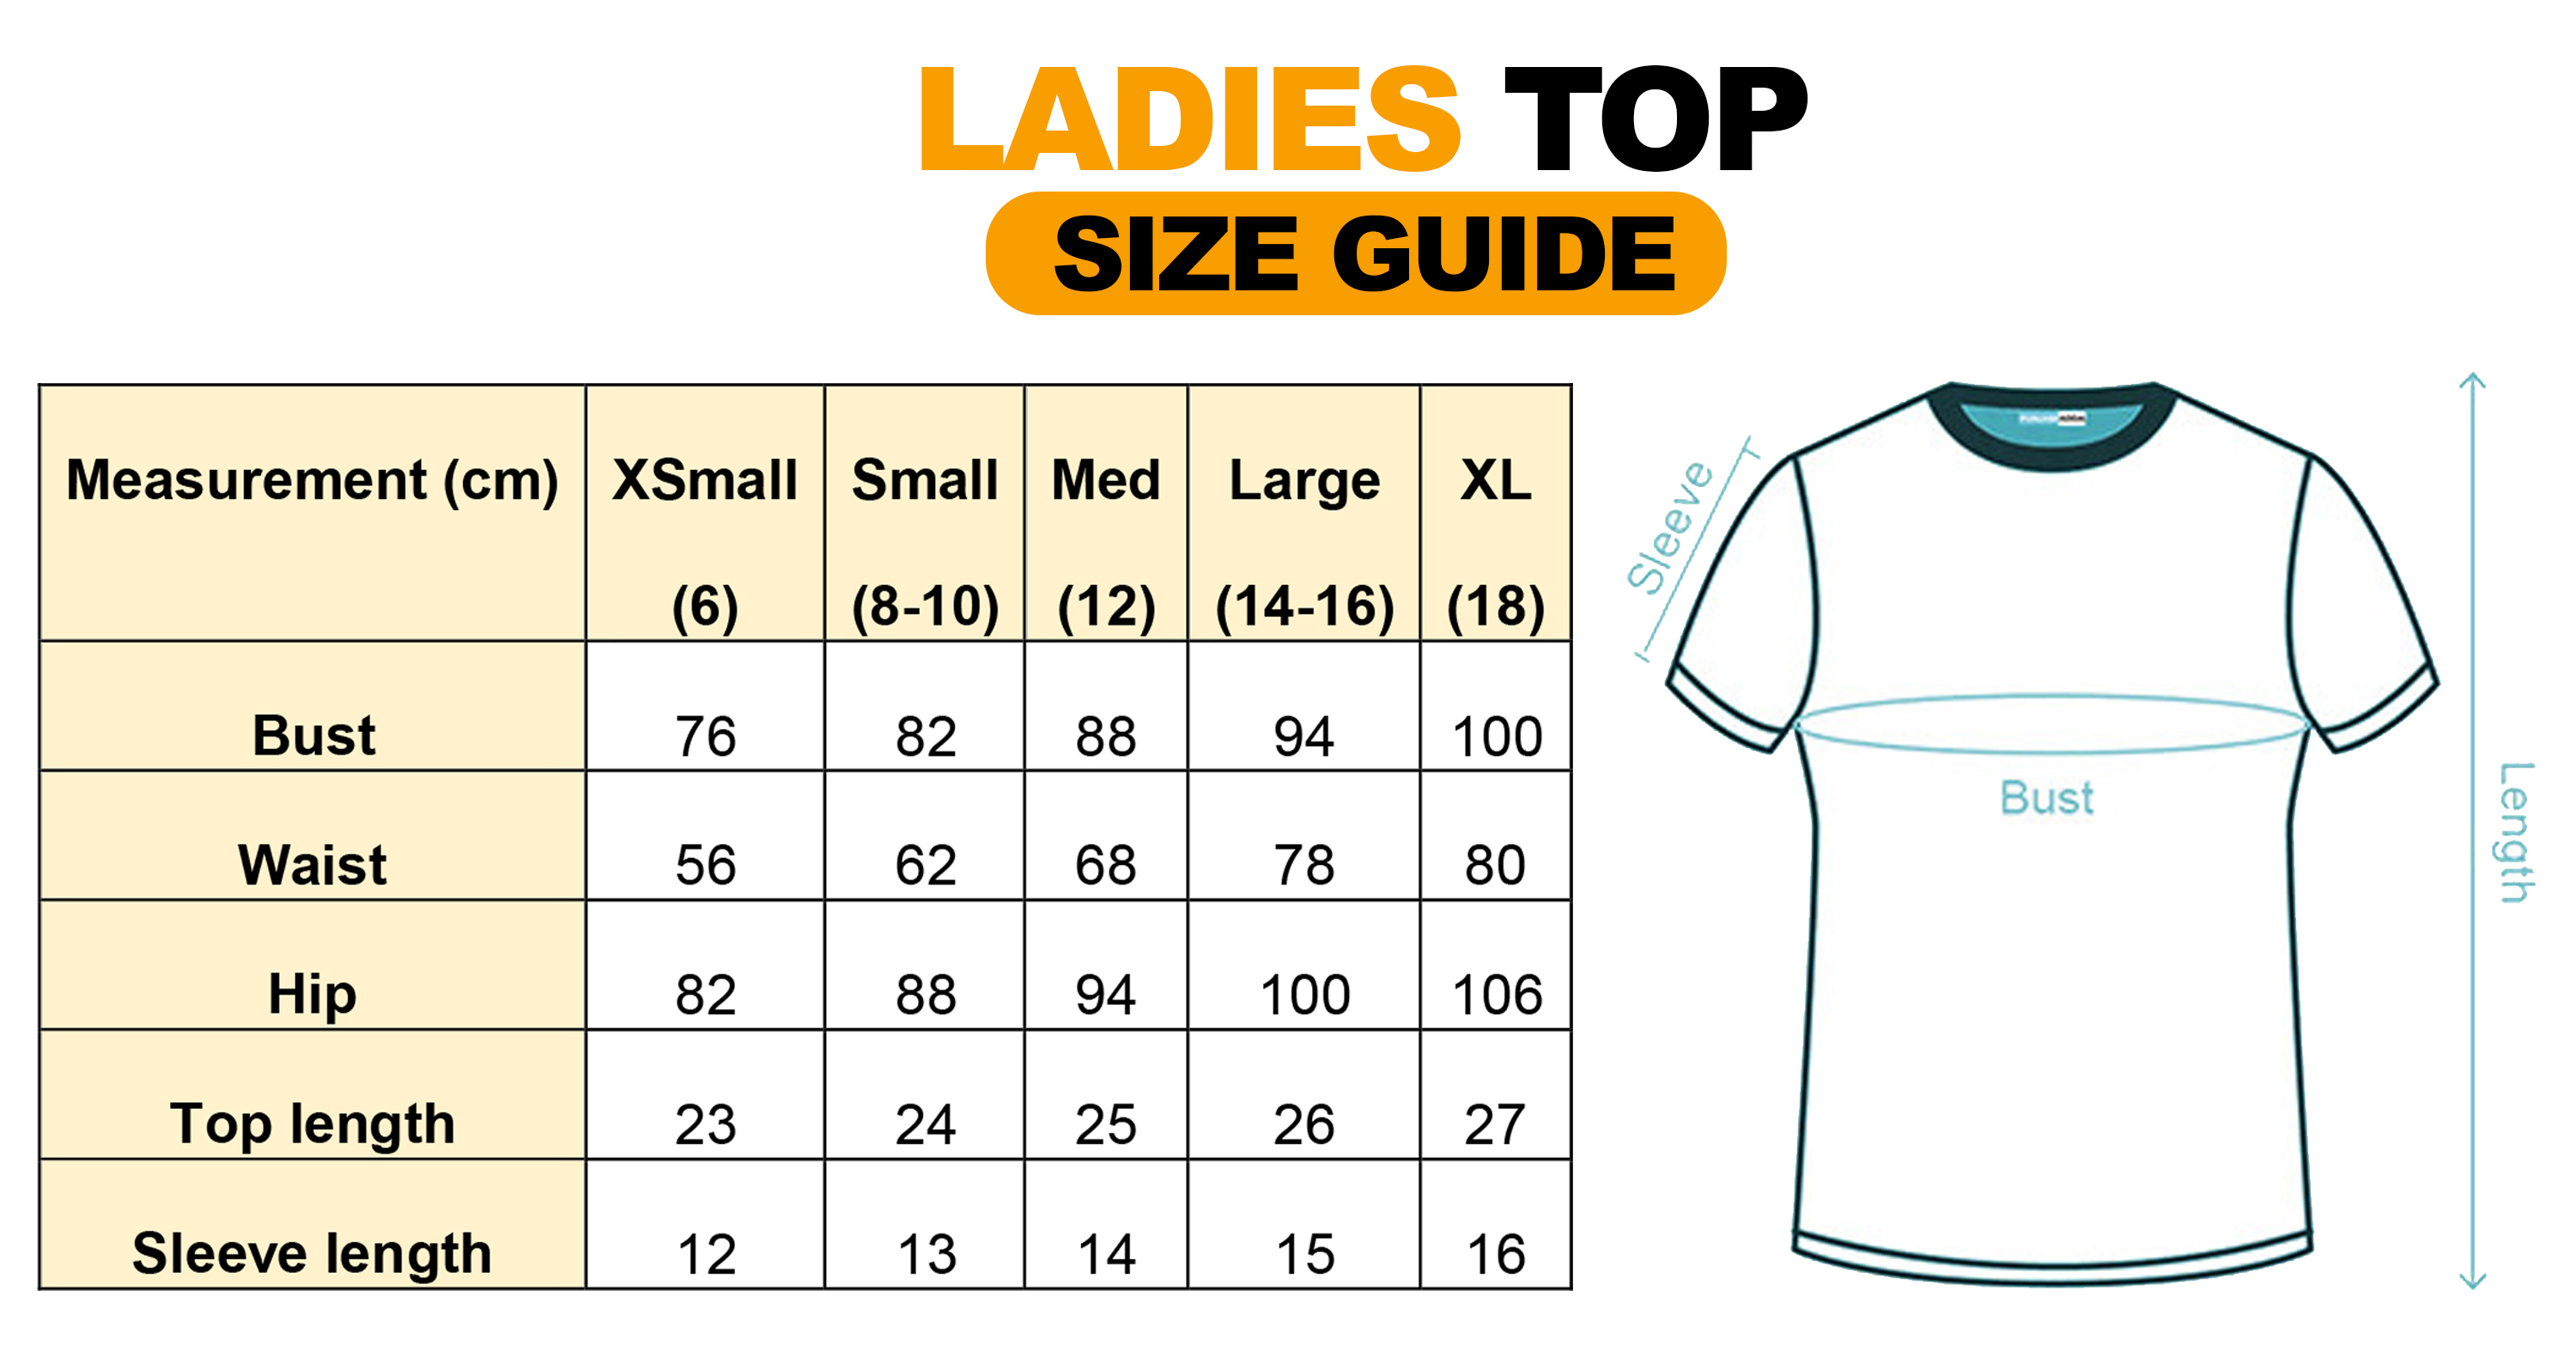 LADIES TOP
SIZE GUIDE
Measurement (cm) XSmall Small Med Large XL
(6) (8-10) (12) (14-16) (18)
Bust 76 82 88 94 100
Waist 56 62 68 78 80
Hip 82 88 94 100 106
Top length 23 24 25 26 27
Sleeve length 12 13 14 15 16
Sleeve
Bust
Length